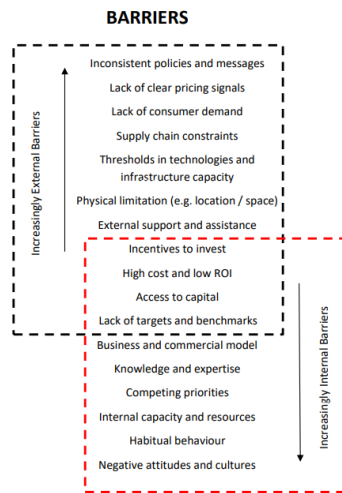 BARRIERS
Inconsistent policies and messages
Lack of clear pricing signals
Lack of consumer demand
Supply chain constraints
Thresholds in technologies and
infrastructure capacity
Physical limitation (e.g. location / space)
External support and assistance
Incentives to invest
High cost and low ROI
Access to capital
Lack of targets and benchmarks
Business and commercial model
Knowledge and expertise
Competing priorities
Internal capacity and resources
Habitual behaviour
Negative attitudes and cultures
Increasingly External Barriers
Increasingly Internal Barriers